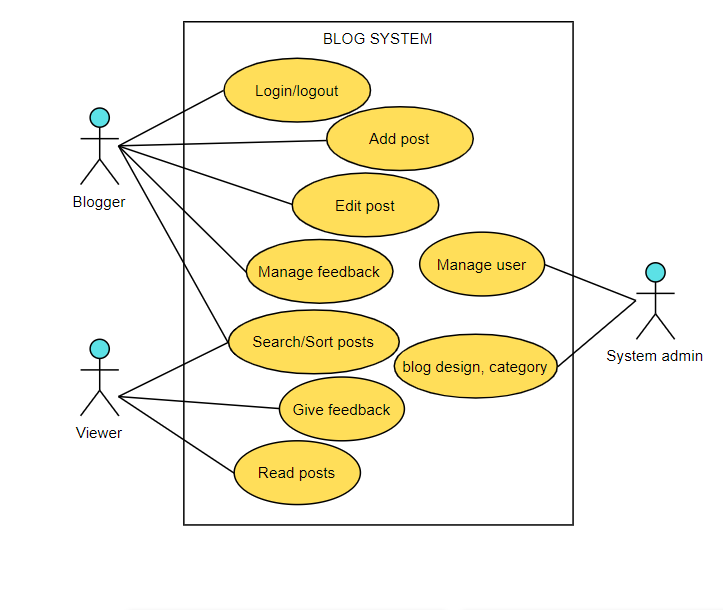 BLOG SYSTEM
Login/logout
Add post
Blogger
Edit post
Manage feedback
Manage user
Search/Sort posts
System admin
blog design, category
Give feedback
Viewer
Read posts